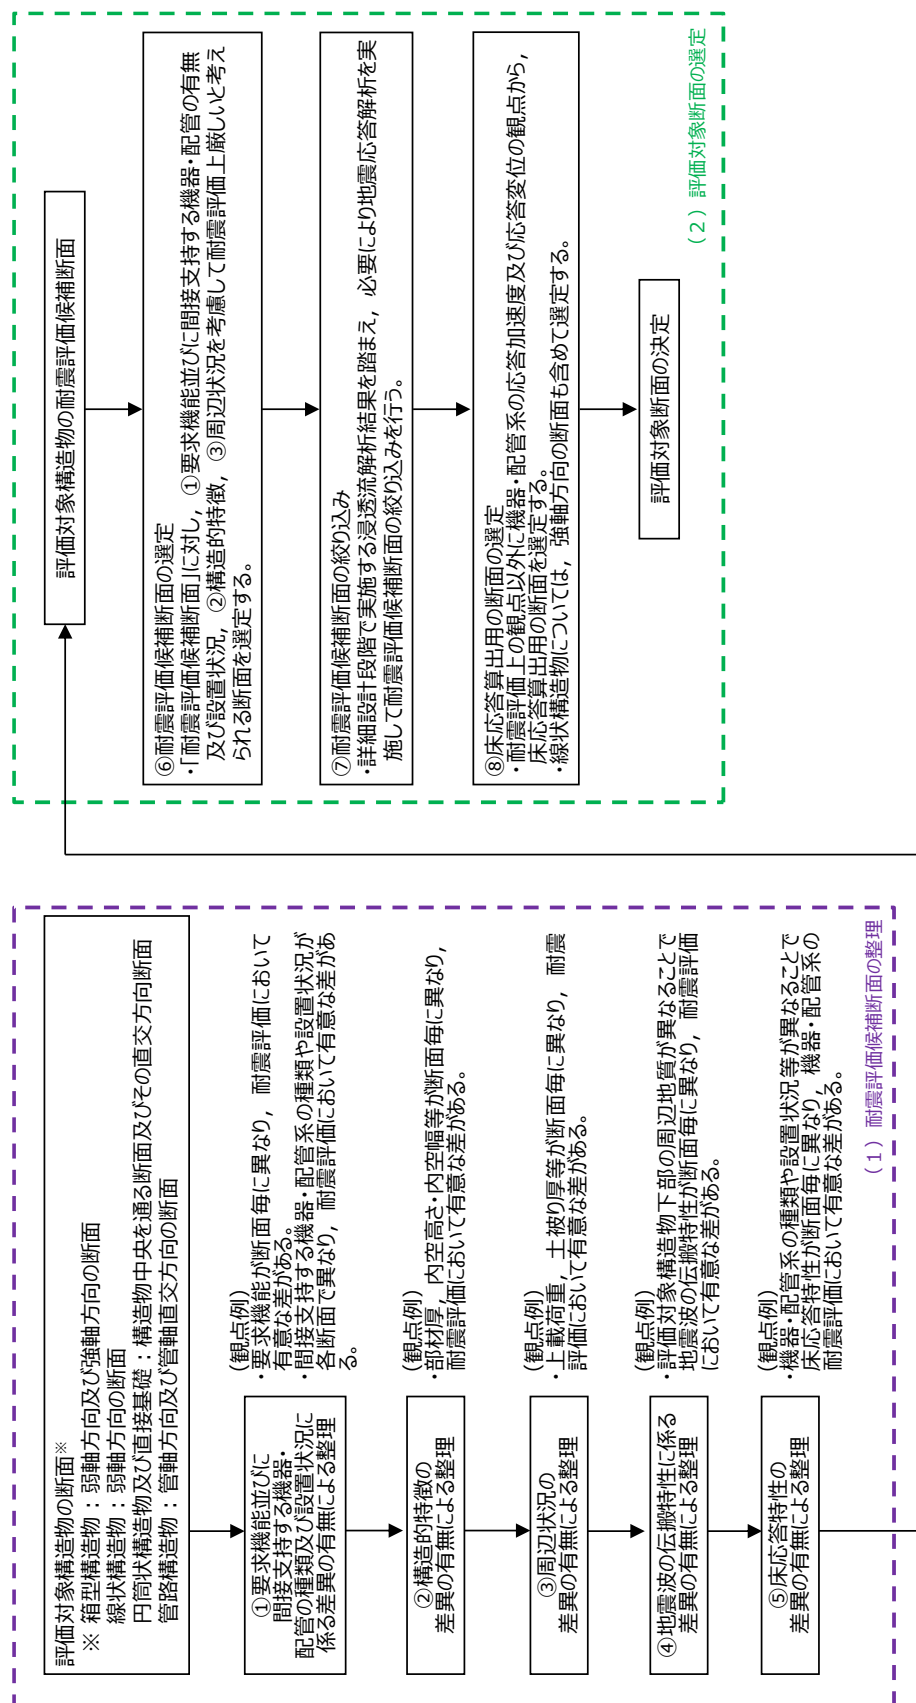 評価対象構造物の断面※
※ 箱型構造物：弱軸方向及び強軸方向の断面
線状構造物：弱軸方向の断面
円筒状構造物及び直接基礎：構造物中央を通る断面及びその直交方向断面
管路構造物：管軸方向及び管軸直交方向の断面
①要求機能並びに
間接支持する機器・
配管の種類及び設置状況に
係る差異の有無による整理
(観点例)
・要求機能が断面毎に異なり，耐震評価において
有意な差がある。
・間接支持する機器・配管系の種類や設置状況が
各断面で異なり，耐震評価において有意な差があ
る。
②構造的特徴の
差異の有無による整理
(観点例)
・部材厚，内空高さ・内空幅等が断面毎に異なり，
耐震評価において有意な差がある。
③周辺状況の
差異の有無による整理
(観点例)
・上載荷重，土被り厚等が断面毎に異なり，耐震
評価において有意な差がある。
④地震波の伝搬特性に係る
差異の有無による整理
(観点例)
・評価対象構造物下部の周辺地質が異なることで
地震波の伝搬特性が断面毎に異なり，耐震評価
において有意な差がある。
⑤床応答特性の
差異の有無による整理
(観点例)
・機器・配管系の種類や設置状況等が異なることで
床応答特性が断面毎に異なり，機器・配管系の
耐震評価において有意な差がある。
(1) 耐震評価候補断面の整理
評価対象構造物の耐震評価候補断面
⑥耐震評価候補断面の選定
・「耐震評価候補断面」に対し，①要求機能並びに間接支持する機器・配管の有無
及び設置状況，②構造的特徴，③周辺状況を考慮して耐震評価上厳しいと考え
られる断面を選定する。
⑦耐震評価候補断面の絞り込み
・詳細設計段階で実施する浸透流解析結果を踏まえ，必要により地震応答解析を実
施して耐震評価候補断面の絞り込みを行う。
⑧床応答算出用の断面の選定
・耐震評価上の観点以外に機器・配管系の応答加速度及び応答変位の観点から，
床応答算出用の断面を選定する。
・線状構造物については，強軸方向の断面も含めて選定する。
評価対象断面の決定
(2) 評価対象断面の選定